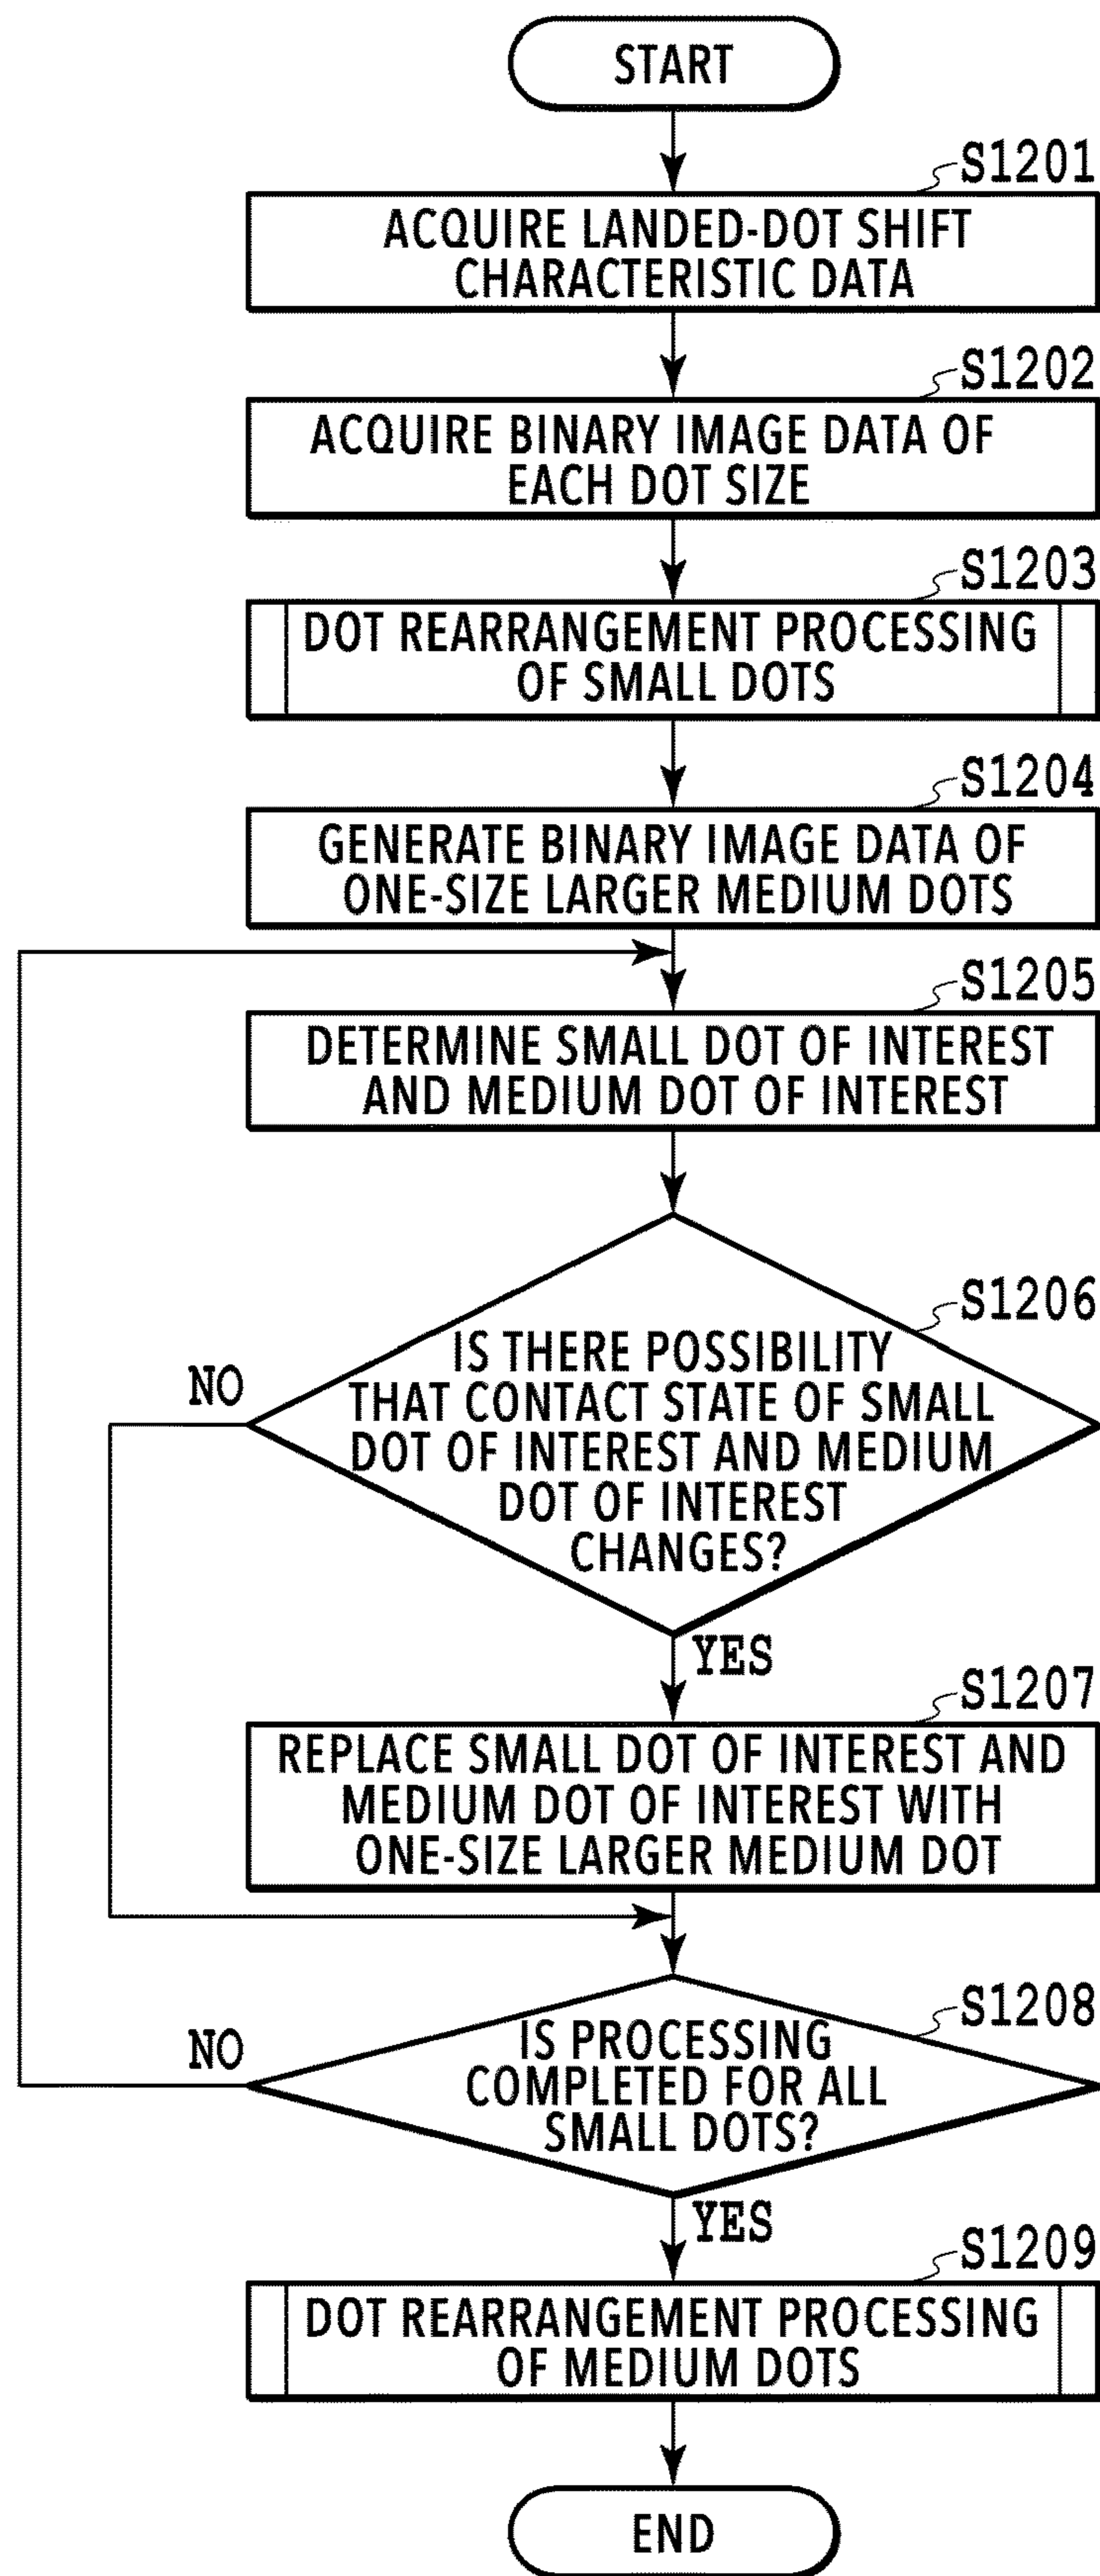 START
S1201
ACQUIRE LANDED-DOT SHIFT
CHARACTERISTIC DATA
S1202
ACQUIRE BINARY IMAGE DATA OF
EACH DOT SIZE
S1203
DOT REARRANGEMENT PROCESSING
OF SMALL DOTS
S1204
GENERATE BINARY IMAGE DATA OF
ONE-SIZE LARGER MEDIUM DOTS
S1205
DETERMINE SMALL DOT OF INTEREST
AND MEDIUM DOT OF INTEREST
S1206
IS THERE POSSIBILITY
THAT CONTACT STATE OF SMALL
DOT OF INTEREST AND MEDIUM
DOT OF INTEREST
CHANGES?
NO
YES
S1207
REPLACE SMALL DOT OF INTEREST AND
MEDIUM DOT OF INTEREST WITH
ONE-SIZE LARGER MEDIUM DOT
S1208
IS PROCESSING
COMPLETED FOR ALL
SMALL DOTS?
NO
YES
S1209
DOT REARRANGEMENT PROCESSING
OF MEDIUM DOTS
END